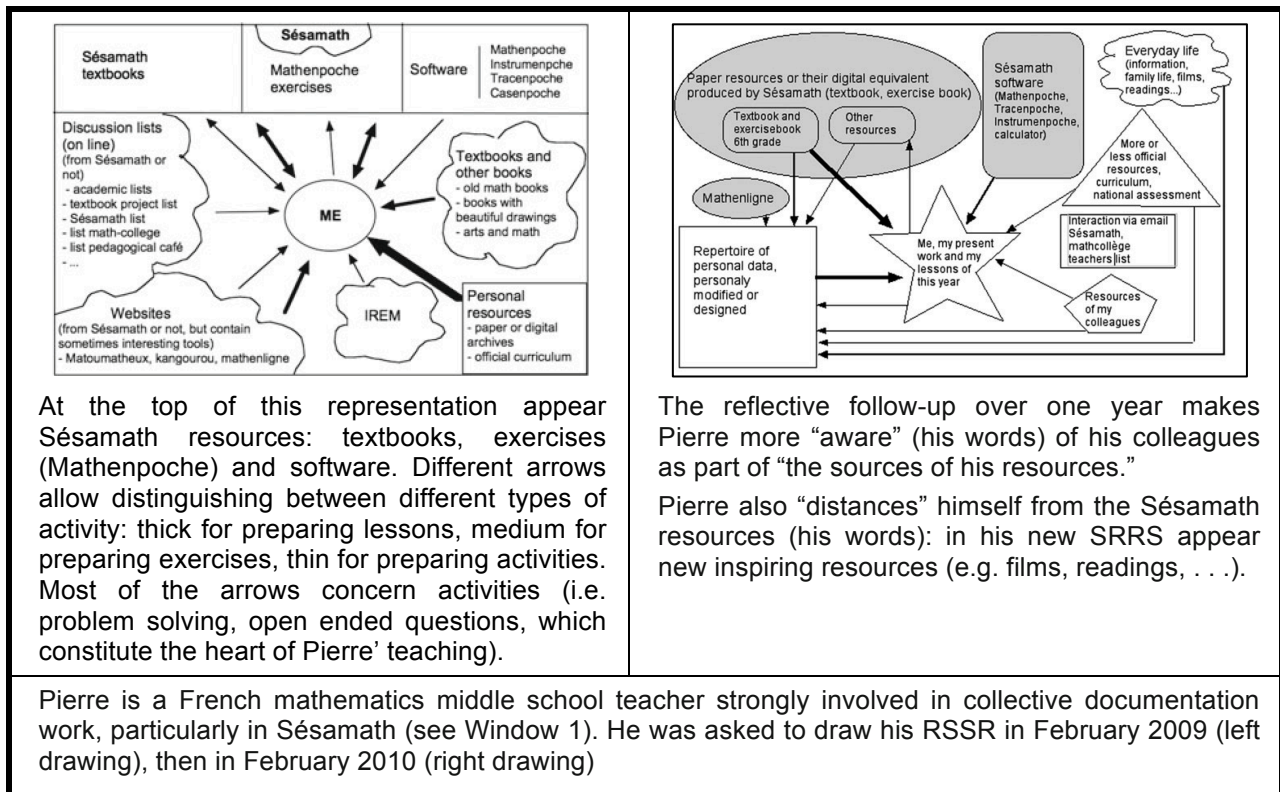 Sésamath
textbooks
Sésamath
Mathenpoche
exercises
Software
Mathenpoche
Instrumenpche
Tracenpoche
Casenpoche
Discussion lists
(on line)
(from Sésamath or
not)
- academic lists
- textbook project list
- Sésamath list
- list math-college
- list pedagogical café
- ...
ME
Textbooks and
other books
- old math books
- books with
beautiful drawings
- arts and math
Websites
(from Sésamath or not, but contain
sometimes interesting tools)
- Matoumatheux, kangourou, mathenligne
IREM
Personal
resources
- paper or digital
archives
- official curriculum
At the top of this representation appear
Sésamath resources: textbooks, exercises
(Mathenpoche) and software. Different arrows
allow distinguishing between different types of
activity: thick for preparing lessons, medium for
preparing exercises, thin for preparing activities.
Most of the arrows concern activities (i.e.
problem solving, open ended questions, which
constitute the heart of Pierre' teaching).
Paper resources or their digital equivalent
produced by Sésamath (textbook, exercise book)
Textbook and
exercisebook
6th grade
Other
resources
Sésamath
software
(Mathenpoche,
Tracenpoche,
Instrumenpoche,
calculator)
Everyday life
(information,
family life, films,
readings...)
More or
less official
resources,
curriculum,
national assessment
Mathenligne
Interaction via email
Sésamath,
mathcollège
teachers list
Repertoire of
personal data,
personaly
modified or
designed
Me, my present
work and my
lessons of
this year
Resources
of my
colleagues
The reflective follow-up over one year makes
Pierre more “aware” (his words) of his colleagues
as part of “the sources of his resources.”
Pierre also “distances” himself from the Sésamath
resources (his words): in his new SRRS appear
new inspiring resources (e.g. films, readings, . . .).
Pierre is a French mathematics middle school teacher strongly involved in collective documentation
work, particularly in Sésamath (see Window 1). He was asked to draw his RSSR in February 2009 (left
drawing), then in February 2010 (right drawing)